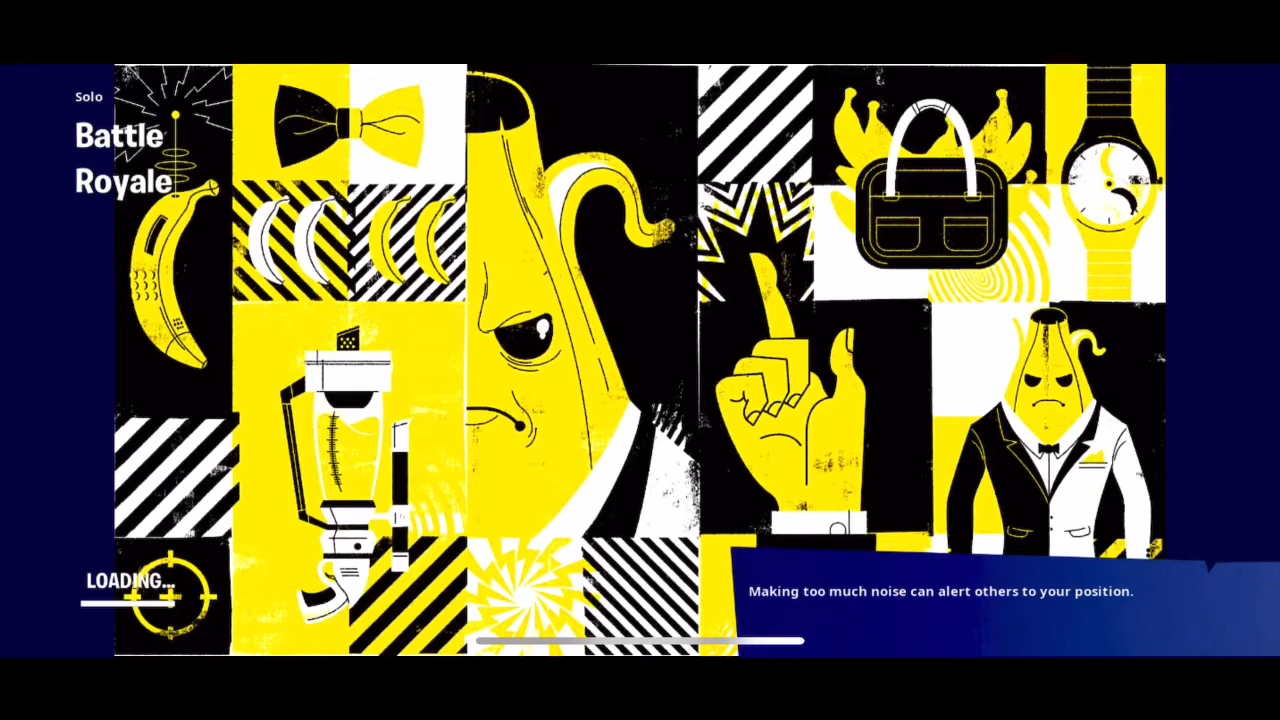 Solo
Battle
Royale
LOADING...
Making too much noise can alert others to your position.